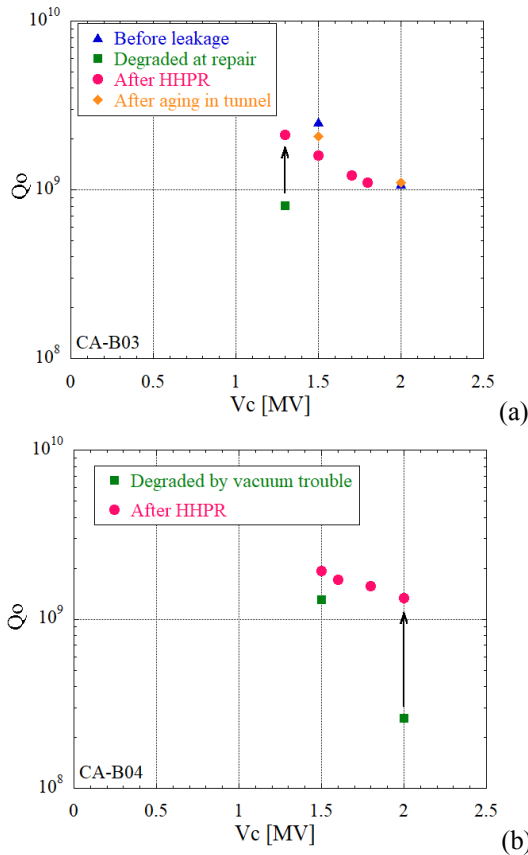 10^10
Before leakage
Degraded at repair
After HHPR
After aging in tunnel
Qo
10^9
10^8
CA-B03
0 0.5 1 1.5 2 2.5
Vc [MV]
(a)
10^10
Degraded by vacuum trouble
After HHPR
Qo
10^9
10^8
CA-B04
0 0.5 1 1.5 2 2.5
Vc [MV]
(b)